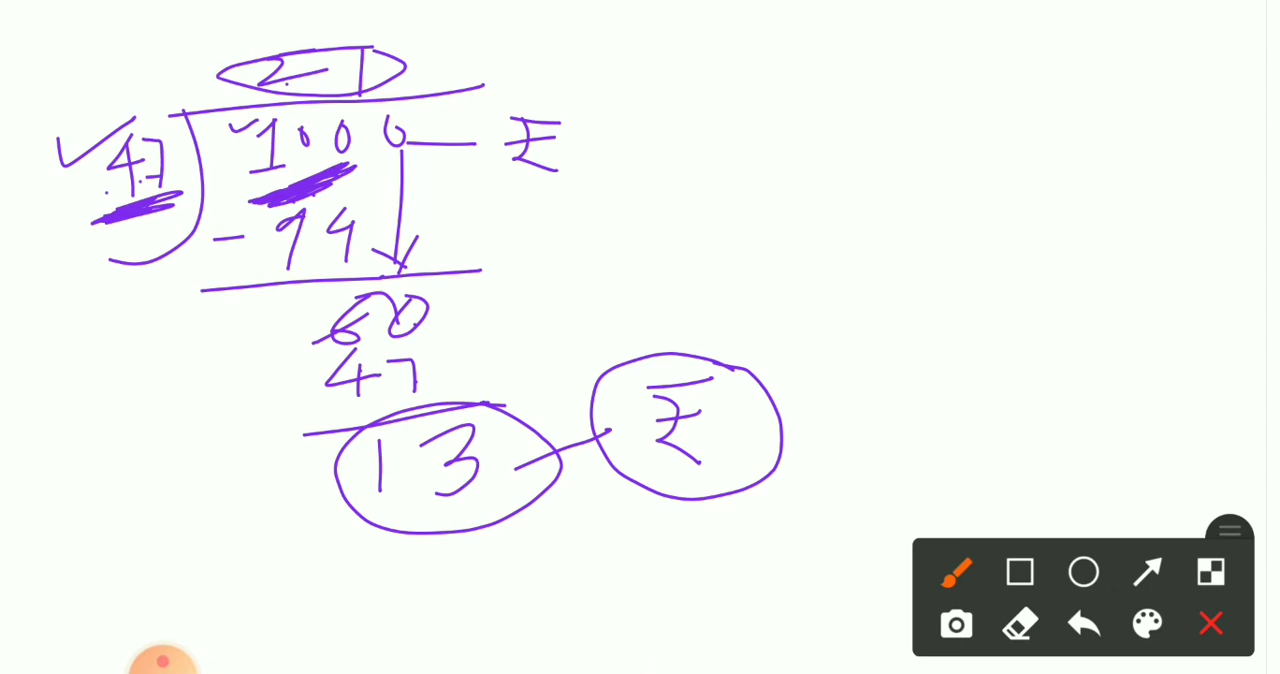 21
47 1000 — ₹
- 94
60
47
13 - ₹